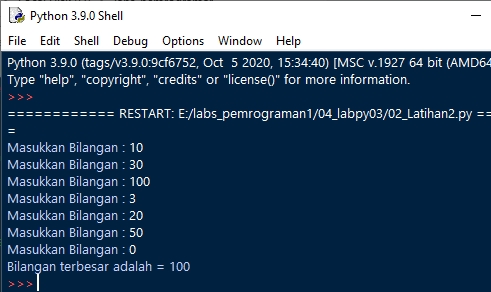 Python 3.9.0 Shell
File Edit Shell Debug Options Window Help
Python 3.9.0 (tags/v3.9.0:9cf6752, Oct 5 2020, 15:34:40) [MSC v.1927 64 bit (AMD64
Type "help", "copyright", "credits" or "license()" for more information.
>>>
============ RESTART: E:/labs_pemrograman1/04_labpy03/02_Latihan2.py ==
=
Masukkan Bilangan : 10
Masukkan Bilangan : 30
Masukkan Bilangan : 100
Masukkan Bilangan : 3
Masukkan Bilangan : 20
Masukkan Bilangan : 50
Masukkan Bilangan : 0
Bilangan terbesar adalah = 100
>>>